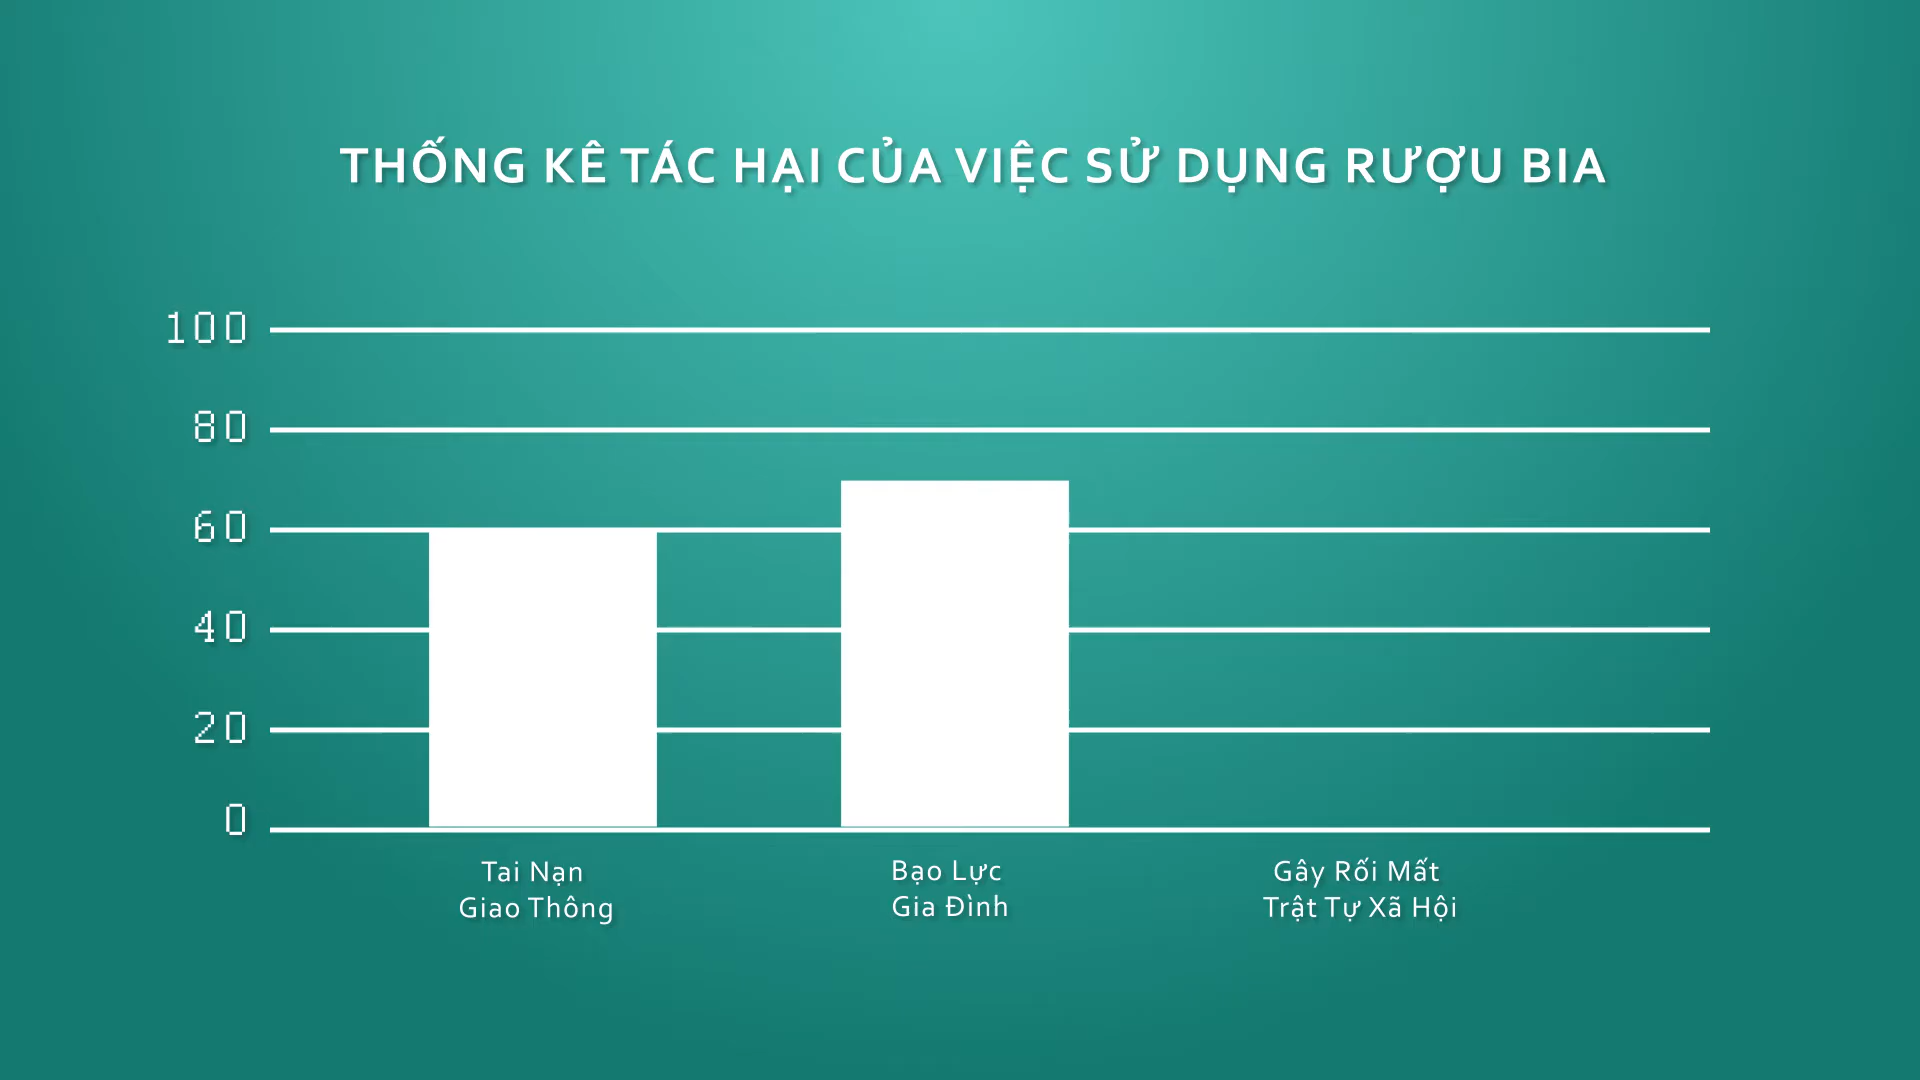 THỐNG KÊ TÁC HẠI CỦA VIỆC SỬ DỤNG RƯỢU BIA
100
80
60
40
20
0
Tai Nạn
Giao Thông
Bạo Lực
Gia Đình
Gây Rối Mất
Trật Tự Xã Hội